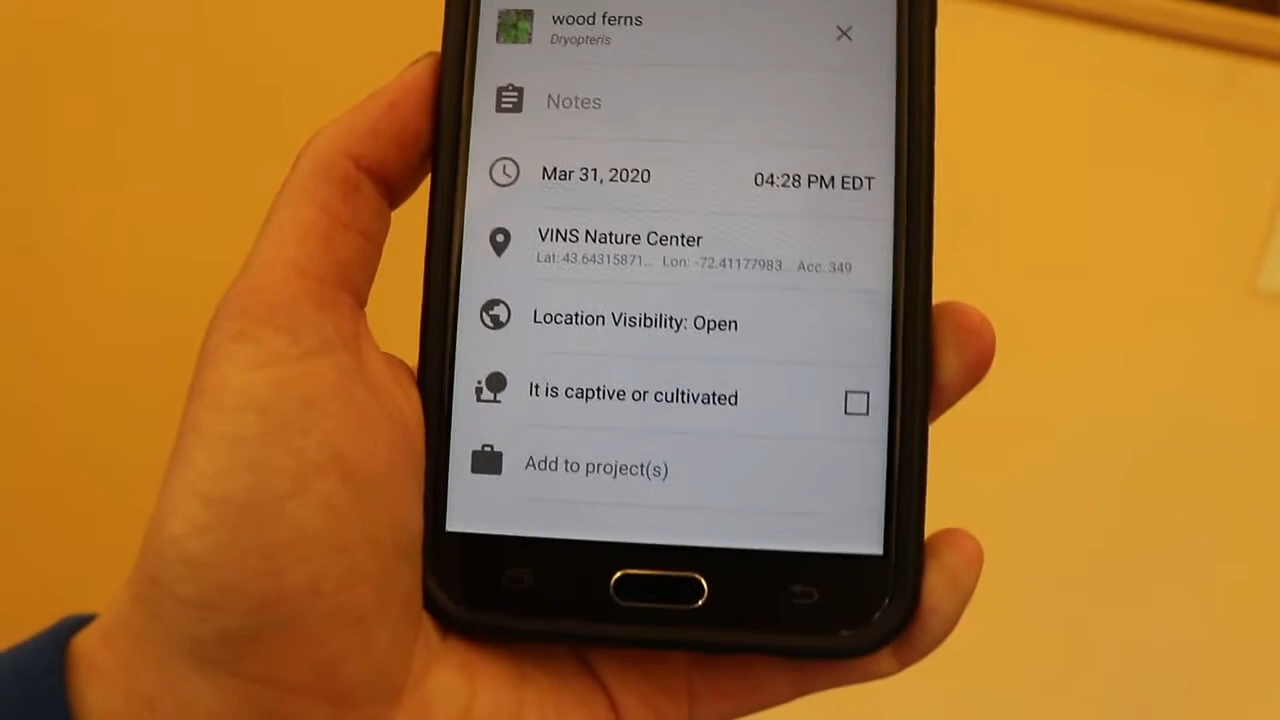 wood ferns
Dryopteris
Notes
Mar 31, 2020 04:28 PM EDT
VINS Nature Center
Lat: 43.64315871... Lon: -72.41177983... Acc: 349
Location Visibility: Open
It is captive or cultivated
Add to project(s)